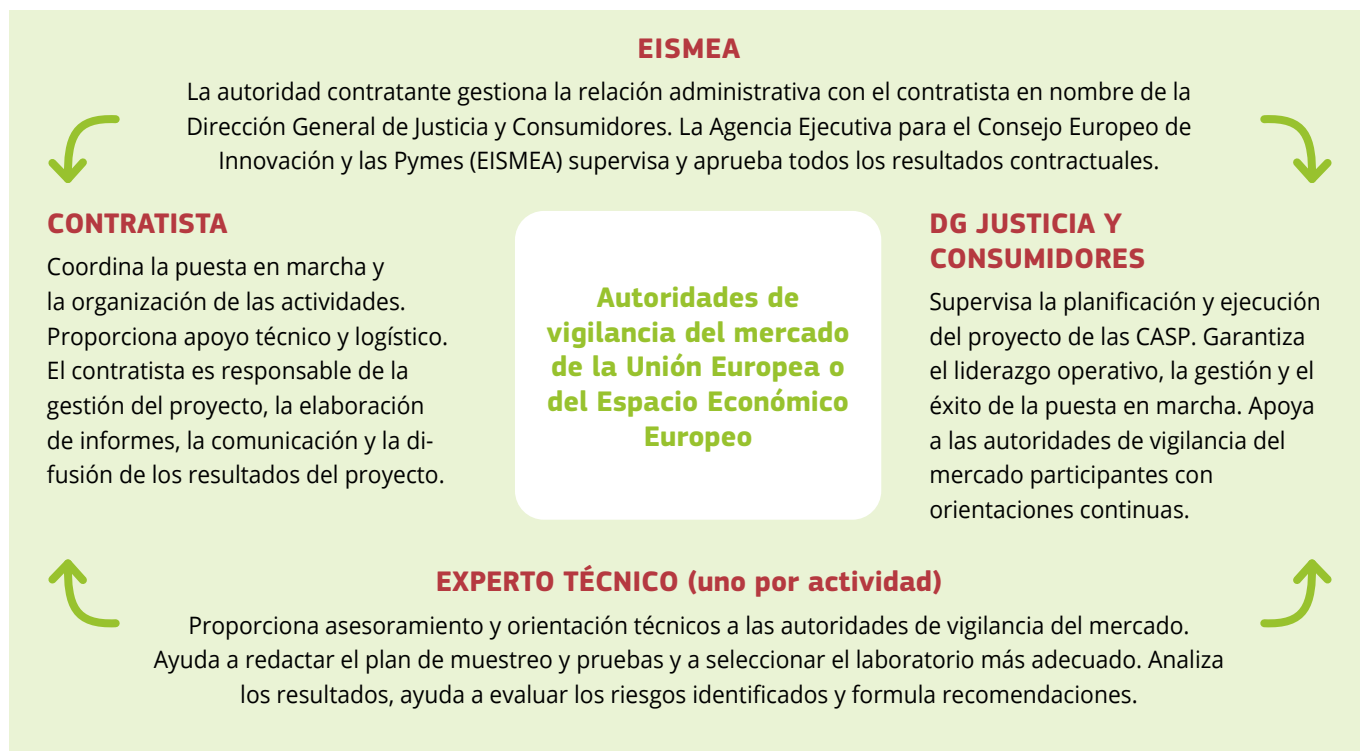 EISMEA
La autoridad contratante gestiona la relación administrativa con el contratista en nombre de la
Dirección General de Justicia y Consumidores. La Agencia Ejecutiva para el Consejo Europeo de
Innovación y las Pymes (EISMEA) supervisa y aprueba todos los resultados contractuales.
CONTRATISTA
Coordina la puesta en marcha y
la organización de las actividades.
Proporciona apoyo técnico y logístico.
El contratista es responsable de la
gestión del proyecto, la elaboración
de informes, la comunicación y la di-
fusión de los resultados del proyecto.
Autoridades de
vigilancia del mercado
de la Unión Europea o
del Espacio Económico
Europeo
DG JUSTICIA Y
CONSUMIDORES
Supervisa la planificación y ejecución
del proyecto de las CASP. Garantiza
el liderazgo operativo, la gestión y el
éxito de la puesta en marcha. Apoya
a las autoridades de vigilancia del
mercado participantes con
orientaciones continuas.
EXPERTO TÉCNICO (uno por actividad)
Proporciona asesoramiento y orientación técnicos a las autoridades de vigilancia del mercado.
Ayuda a redactar el plan de muestreo y pruebas y a seleccionar el laboratorio más adecuado. Analiza
los resultados, ayuda a evaluar los riesgos identificados y formula recomendaciones.